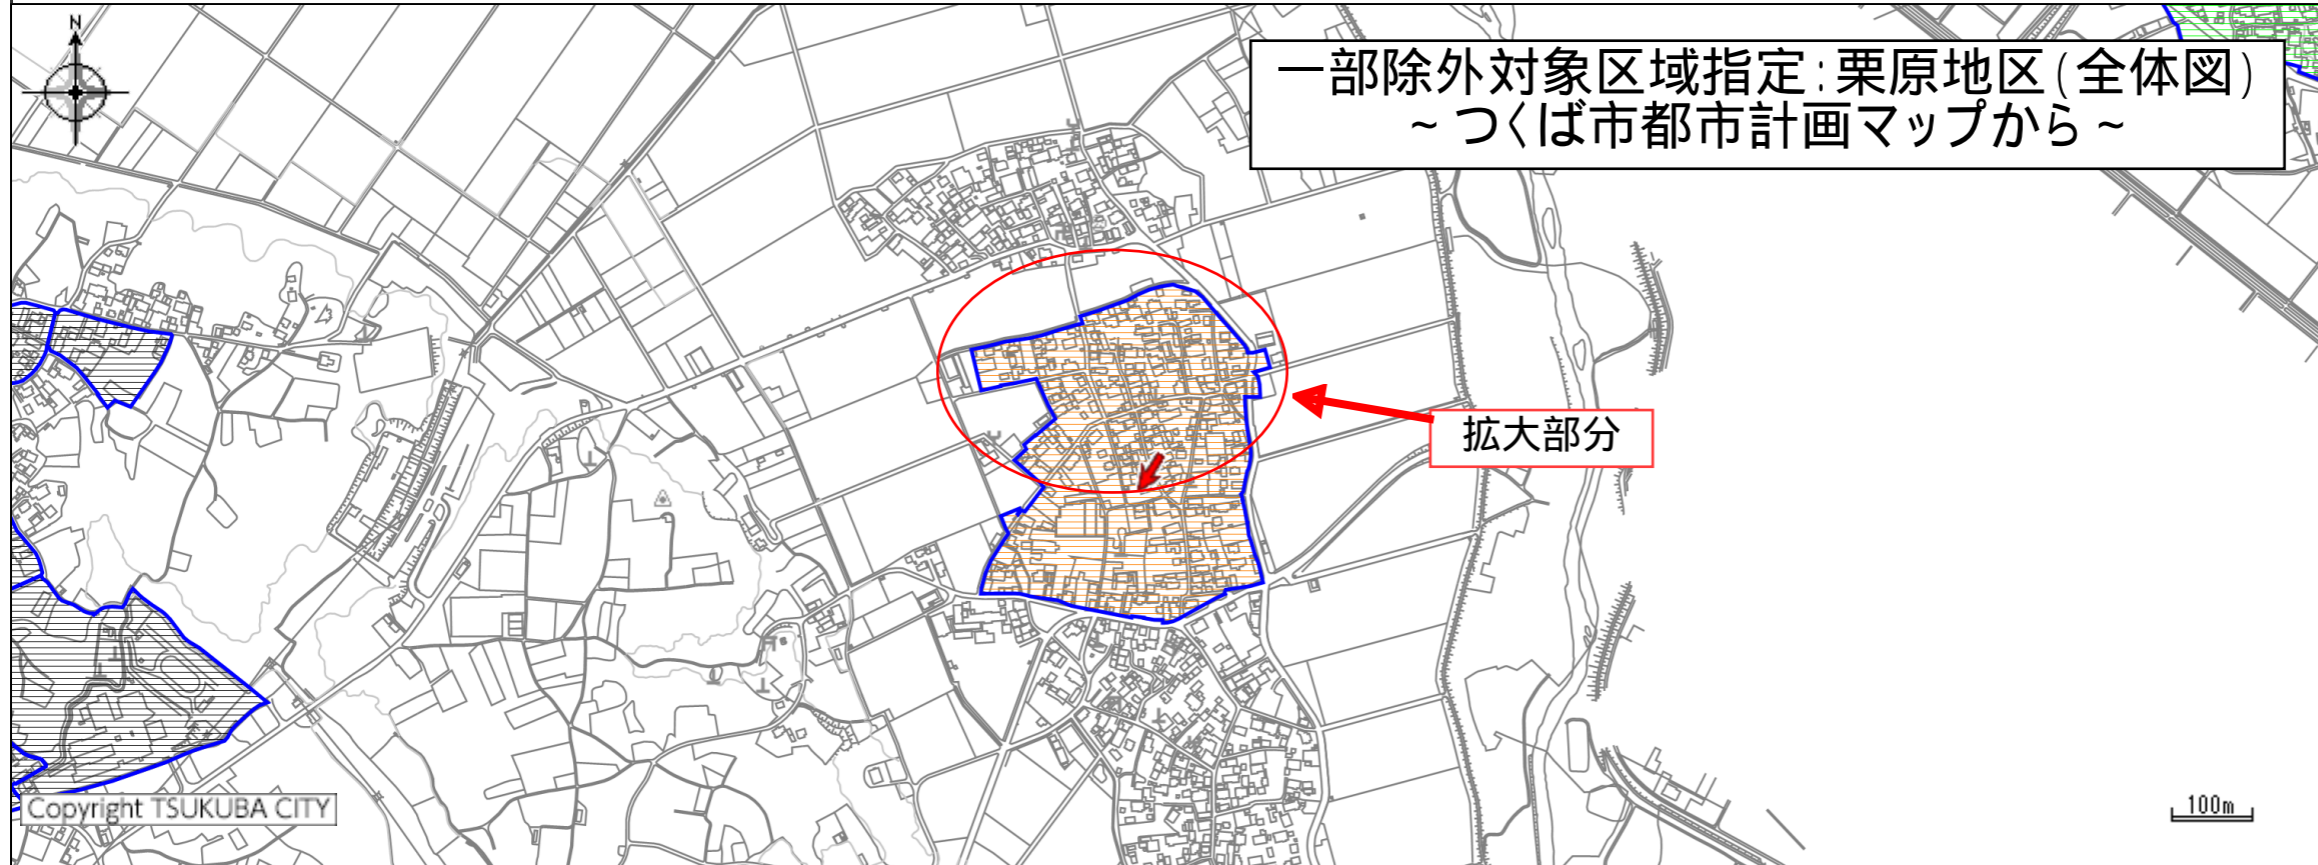 N
一部除外対象区域指定:栗原地区(全体図)
~つくば市都市計画マップから~
拡大部分
Copyright TSUKUBA CITY
100m